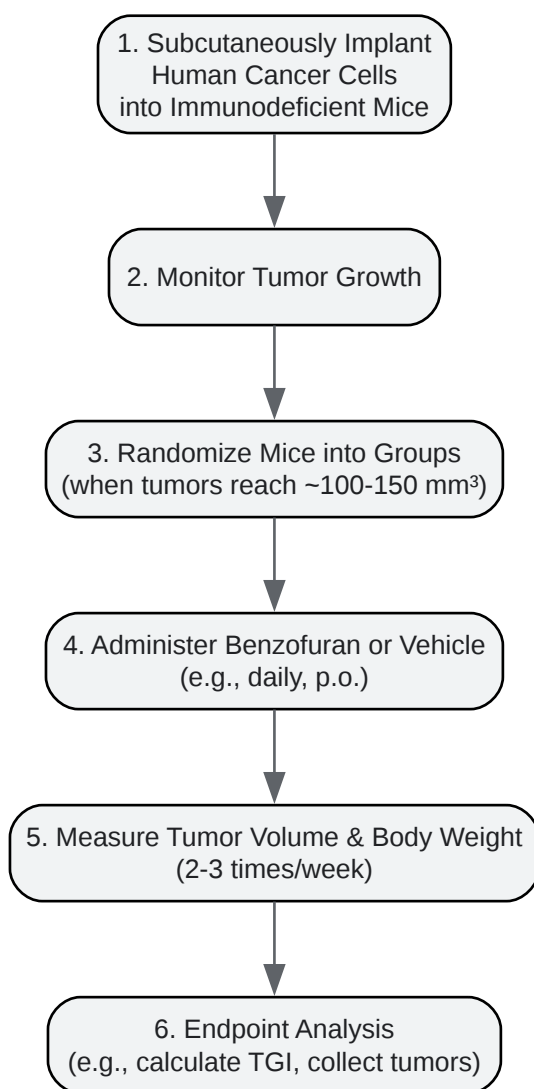 1. Subcutaneously Implant
Human Cancer Cells
into Immunodeficient Mice
2. Monitor Tumor Growth
3. Randomize Mice into Groups
(when tumors reach ~100-150 mm³)
4. Administer Benzofuran or Vehicle
(e.g., daily, p.o.)
5. Measure Tumor Volume & Body Weight
(2-3 times/week)
6. Endpoint Analysis
(e.g., calculate TGI, collect tumors)